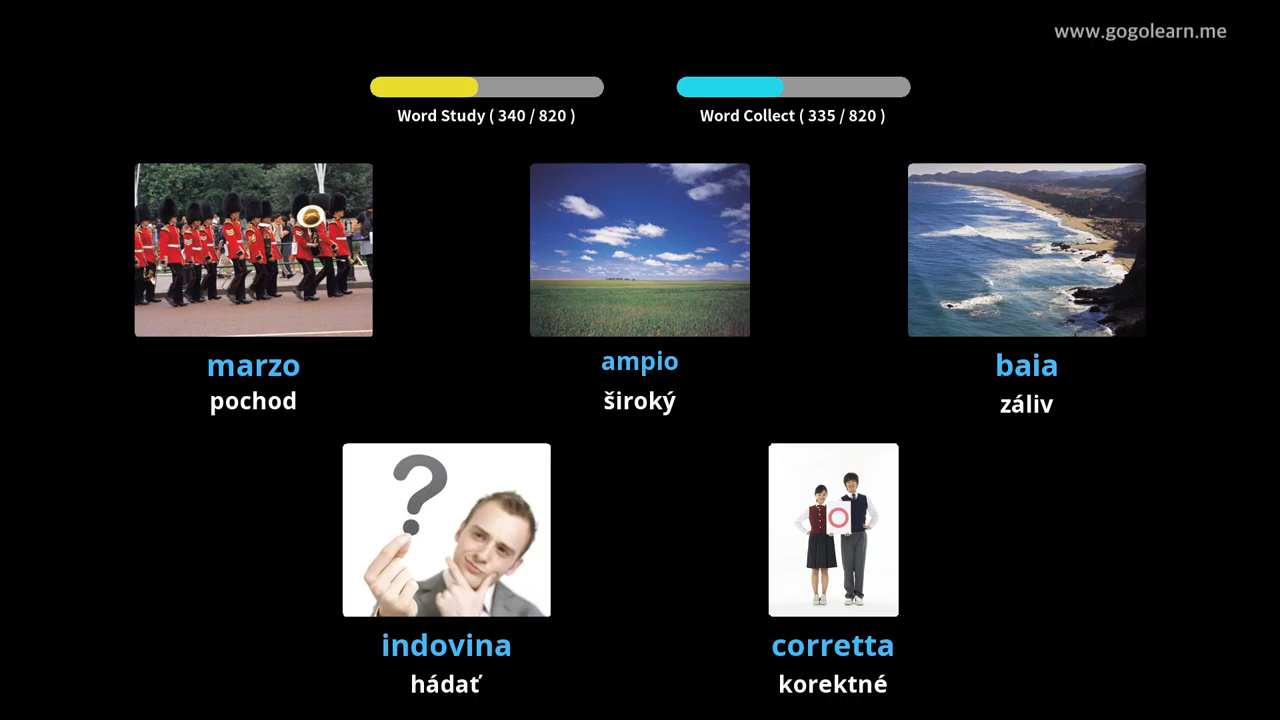 www.gogolearn.me
Word Study ( 340 / 820 )
Word Collect ( 335 / 820 )
marzo
pochod
ampio
široký
baia
záliv
indovina
hádať
corretta
korektné